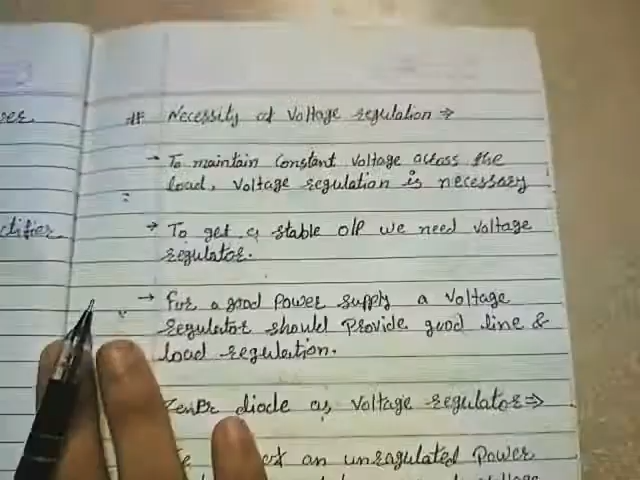 # Necessity of Voltage regulation ⇒
→ To maintain constant voltage across the
load, voltage regulation is necessary
→ To get a stable O/P we need voltage
regulator.
→ For a good power supply a voltage
regulator should provide good line &
load regulation.
Zener diode as voltage regulator ⇒
an unregulated power